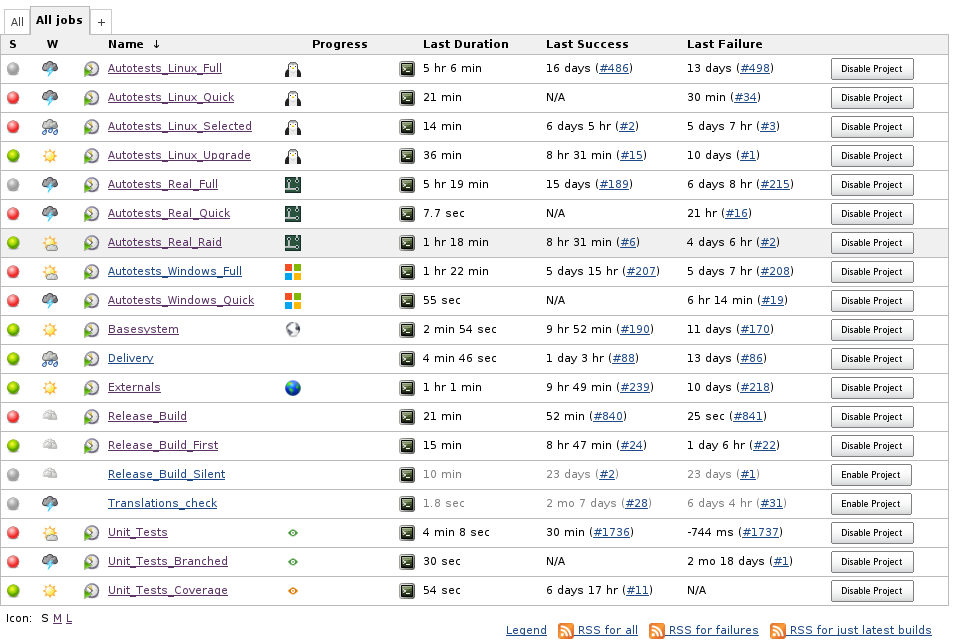 All All jobs +
S W Name ↓ Progress Last Duration Last Success Last Failure
Autotests_Linux_Full 5 hr 6 min 16 days (#486) 13 days (#498) Disable Project
Autotests_Linux_Quick 21 min N/A 30 min (#34) Disable Project
Autotests_Linux_Selected 14 min 6 days 5 hr (#2) 5 days 7 hr (#3) Disable Project
Autotests_Linux_Upgrade 36 min 8 hr 31 min (#15) 10 days (#1) Disable Project
Autotests_Real_Full 5 hr 19 min 15 days (#189) 6 days 8 hr (#215) Disable Project
Autotests_Real_Quick 7.7 sec N/A 21 hr (#16) Disable Project
Autotests_Real_Raid 1 hr 18 min 8 hr 31 min (#6) 4 days 6 hr (#2) Disable Project
Autotests_Windows_Full 1 hr 22 min 5 days 15 hr (#207) 5 days 7 hr (#208) Disable Project
Autotests_Windows_Quick 55 sec N/A 6 hr 14 min (#19) Disable Project
Basesystem 2 min 54 sec 9 hr 52 min (#190) 11 days (#170) Disable Project
Delivery 4 min 46 sec 1 day 3 hr (#88) 13 days (#86) Disable Project
Externals 1 hr 1 min 9 hr 49 min (#239) 10 days (#218) Disable Project
Release_Build 21 min 52 min (#840) 25 sec (#841) Disable Project
Release_Build_First 15 min 8 hr 47 min (#24) 1 day 6 hr (#22) Disable Project
Release_Build_Silent 10 min 23 days (#2) 23 days (#1) Enable Project
Translations_check 1.8 sec 2 mo 7 days (#28) 6 days 4 hr (#31) Enable Project
Unit_Tests 4 min 8 sec 30 min (#1736) -744 ms (#1737) Disable Project
Unit_Tests_Branched 30 sec N/A 2 mo 18 days (#1) Disable Project
Unit_Tests_Coverage 54 sec 6 days 17 hr (#11) N/A Disable Project
Icon: S M L
Legend RSS for all RSS for failures RSS for just latest builds